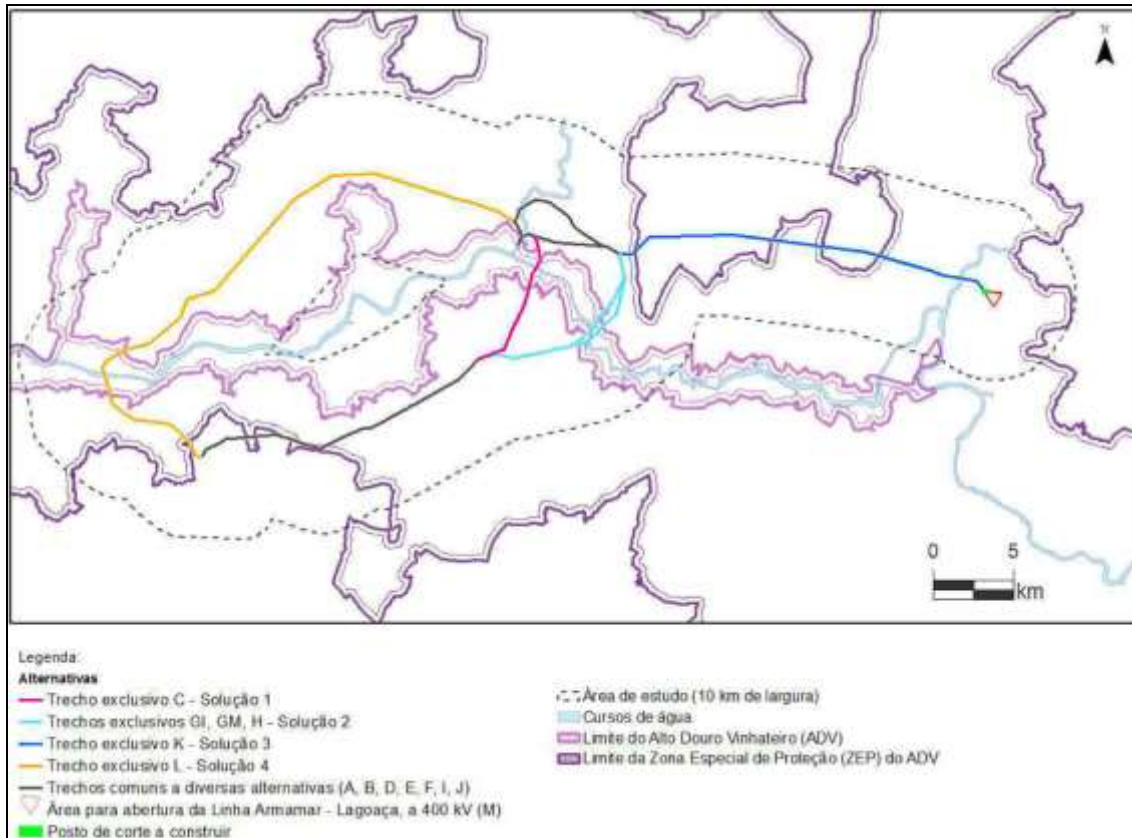 N
0 5
km
Legenda:
Alternativas
Trecho exclusivo C - Solução 1
Trechos exclusivos GI, GM, H - Solução 2
Trecho exclusivo K - Solução 3
Trecho exclusivo L - Solução 4
Trechos comuns a diversas alternativas (A, B, D, E, F, I, J)
Área para abertura da Linha Armamar - Lagoaça, a 400 kV (M)
Posto de corte a construir
Área de estudo (10 km de largura)
Cursos de água
Limite do Alto Douro Vinhateiro (ADV)
Limite da Zona Especial de Proteção (ZEP) do ADV